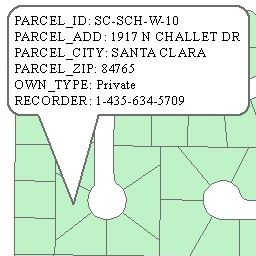 PARCEL_ID: SC-SCH-W-10
PARCEL_ADD: 1917 N CHALLET DR
PARCEL_CITY: SANTA CLARA
PARCEL_ZIP: 84765
OWN_TYPE: Private
RECORDER: 1-435-634-5709